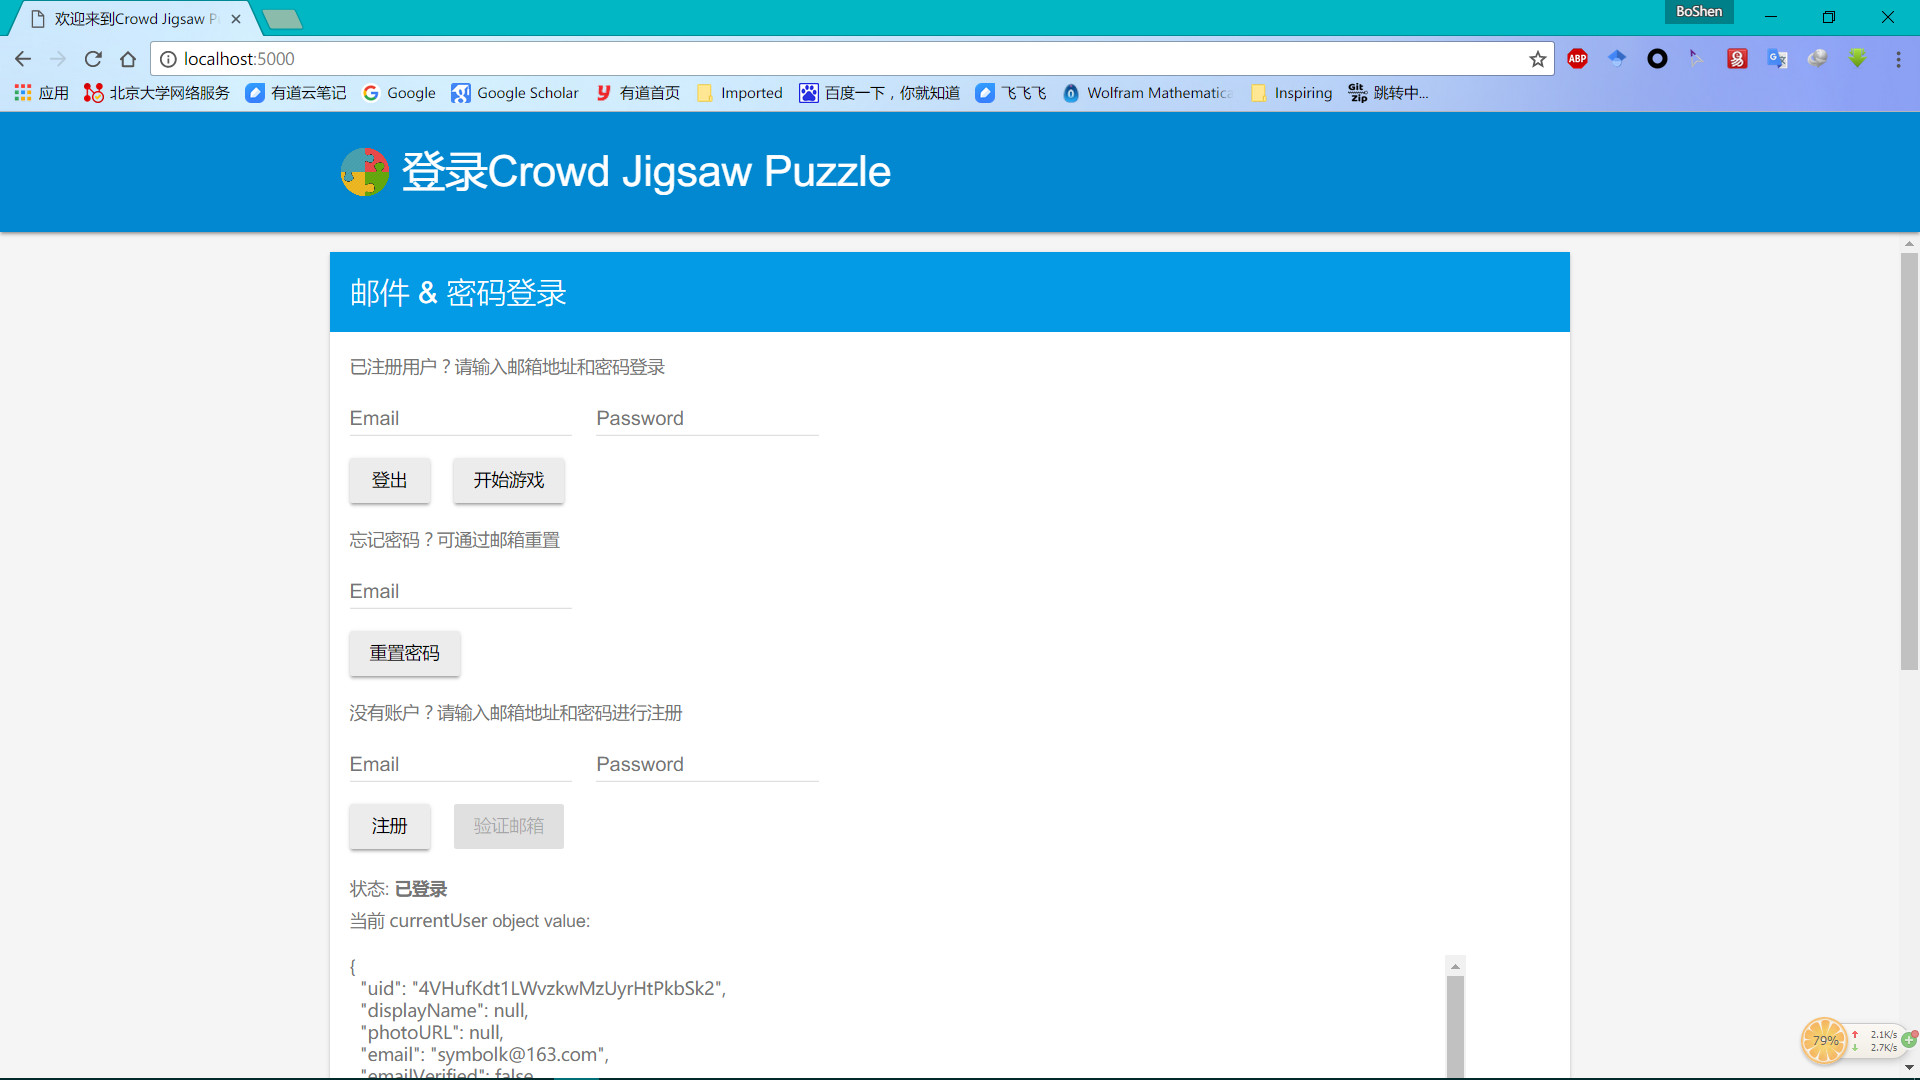 欢迎来到Crowd Jigsaw P
BoShen
localhost:5000
ABP
应用 北京大学网络服务 有道云笔记 Google Google Scholar 有道首页 Imported 百度一下，你就知道 飞飞飞 Wolfram Mathematica Inspiring Git zip 跳转中...
登录Crowd Jigsaw Puzzle
邮件 & 密码登录
已注册用户？请输入邮箱地址和密码登录
Email Password
登出 开始游戏
忘记密码？可通过邮箱重置
Email
重置密码
没有账户？请输入邮箱地址和密码进行注册
Email Password
注册 验证邮箱
状态: 已登录
当前 currentUser object value:
{
"uid": "4VHufKdt1LWvzkwMzUyrHtPkbSk2",
"displayName": null,
"photoURL": null,
"email": "symbolk@163.com",
"emailVerified": false,
79% 2.1K/s
2.7K/s